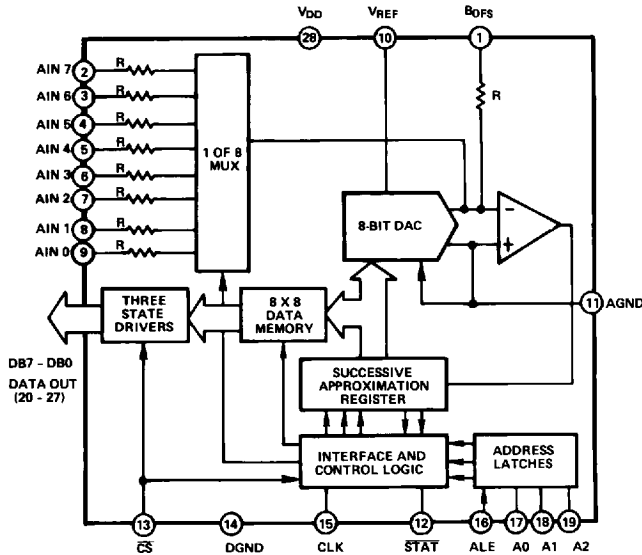 VDD VREF BOFS
28 10 1
AIN 7 2 R
AIN 6 3 R
AIN 5 4 R
AIN 4 5 R
AIN 3 6 R
AIN 2 7 R
AIN 1 8 R
AIN 0 9 R
1 OF 8
MUX
R
8-BIT DAC
−
+
11 AGND
THREE
STATE
DRIVERS
8 X 8
DATA
MEMORY
DB7 – DB0
DATA OUT
(20 - 27)
SUCCESSIVE
APPROXIMATION
REGISTER
INTERFACE AND
CONTROL LOGIC
ADDRESS
LATCHES
13 14 15 12 16 17 18 19
C̅S̅ DGND CLK S̅T̅A̅T̅ ALE A0 A1 A2